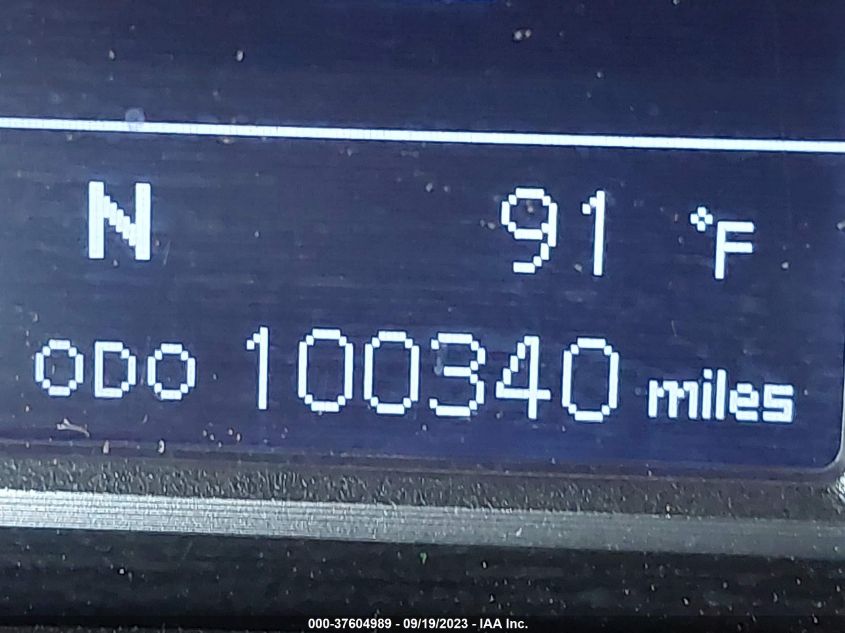 N 91 °F
ODO 100340 miles
000-37604989 - 09/19/2023 - IAA Inc.